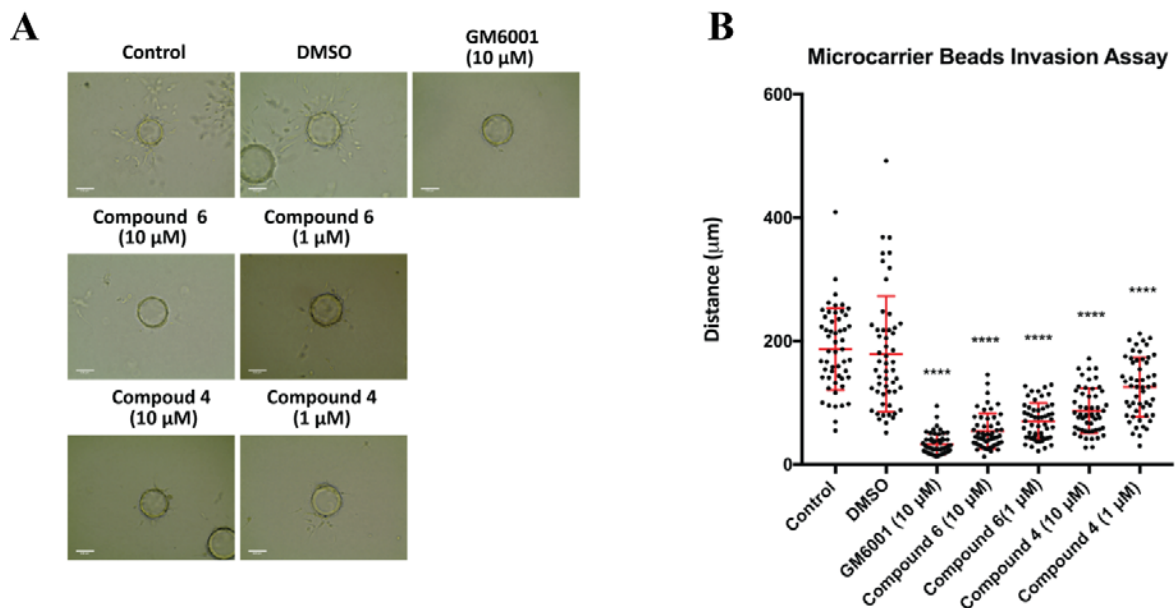 A
Control
DMSO
GM6001
(10 µM)
Compound 6
(10 µM)
Compound 6
(1 µM)
Compoud 4
(10 µM)
Compound 4
(1 µM)
B
Microcarrier Beads Invasion Assay
Distance (µm)
600
400
200
0
****
****
****
****
****
Control
DMSO
GM6001 (10 µM)
Compound 6 (10 µM)
Compound 6(1 µM)
Compound 4 (10 µM)
Compound 4 (1 µM)